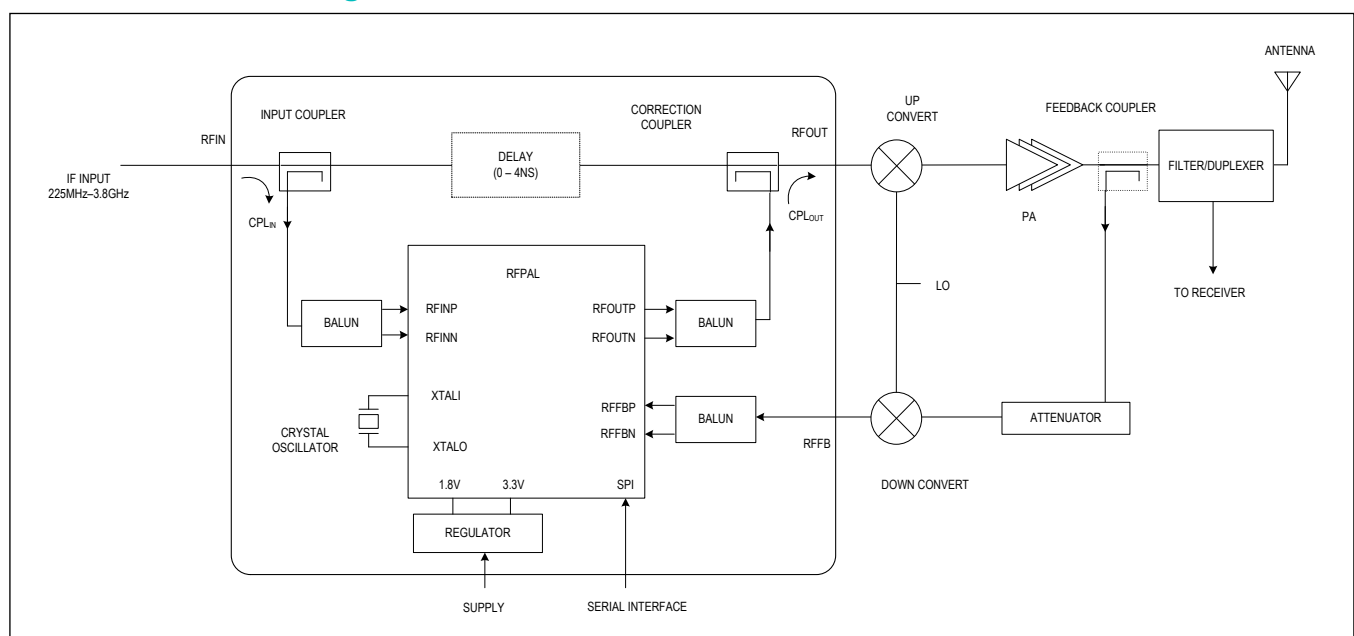 ANTENNA
UP
CONVERT
FEEDBACK COUPLER
INPUT COUPLER
CORRECTION
COUPLER
RFIN
RFOUT
DELAY
(0 – 4NS)
FILTER/DUPLEXER
IF INPUT
225MHz–3.8GHz
CPLIN
CPLOUT
PA
RFPAL
LO
TO RECEIVER
BALUN
RFINP
RFINN
RFOUTP
RFOUTN
BALUN
XTALI
XTALO
CRYSTAL
OSCILLATOR
RFFBP
RFFBN
BALUN
RFFB
ATTENUATOR
DOWN CONVERT
1.8V
3.3V
SPI
REGULATOR
SUPPLY
SERIAL INTERFACE